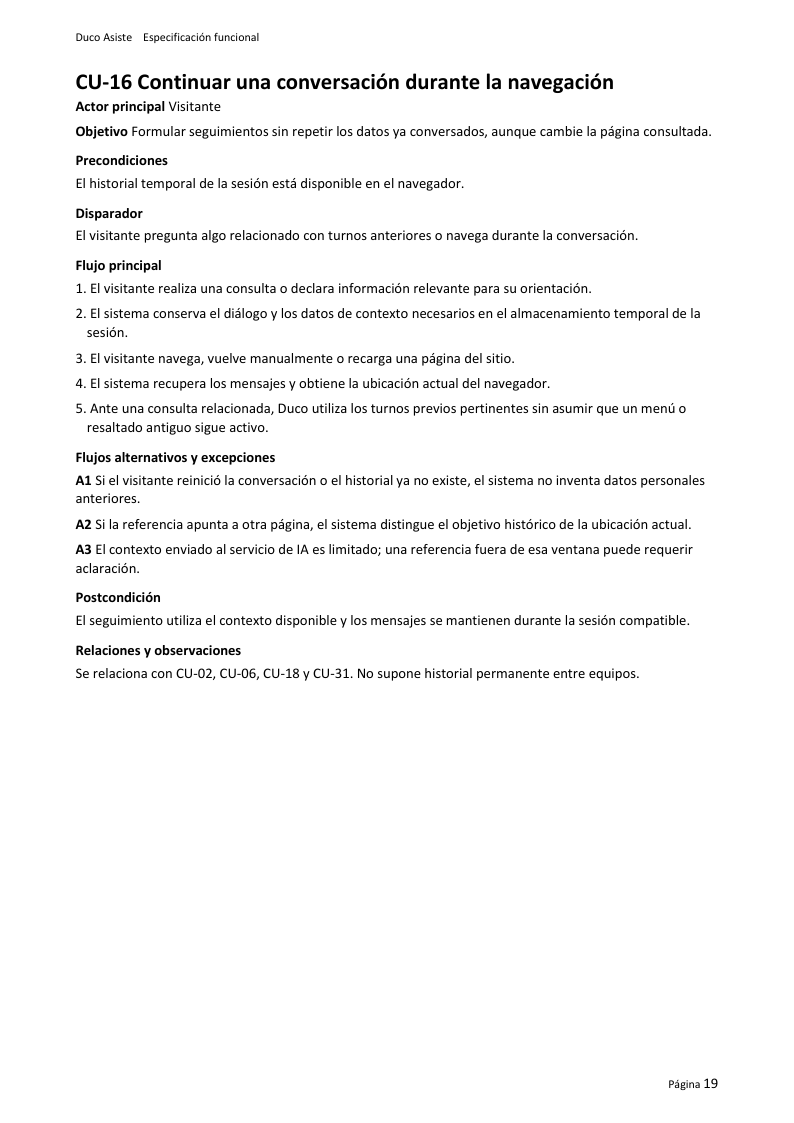 Duco Asiste Especificación funcional
CU-16 Continuar una conversación durante la navegación
Actor principal Visitante
Objetivo Formular seguimientos sin repetir los datos ya conversados, aunque cambie la página consultada.
Precondiciones
El historial temporal de la sesión está disponible en el navegador.
Disparador
El visitante pregunta algo relacionado con turnos anteriores o navega durante la conversación.
Flujo principal
1. El visitante realiza una consulta o declara información relevante para su orientación.
2. El sistema conserva el diálogo y los datos de contexto necesarios en el almacenamiento temporal de la
sesión.
3. El visitante navega, vuelve manualmente o recarga una página del sitio.
4. El sistema recupera los mensajes y obtiene la ubicación actual del navegador.
5. Ante una consulta relacionada, Duco utiliza los turnos previos pertinentes sin asumir que un menú o
resaltado antiguo sigue activo.
Flujos alternativos y excepciones
A1 Si el visitante reinició la conversación o el historial ya no existe, el sistema no inventa datos personales
anteriores.
A2 Si la referencia apunta a otra página, el sistema distingue el objetivo histórico de la ubicación actual.
A3 El contexto enviado al servicio de IA es limitado; una referencia fuera de esa ventana puede requerir
aclaración.
Postcondición
El seguimiento utiliza el contexto disponible y los mensajes se mantienen durante la sesión compatible.
Relaciones y observaciones
Se relaciona con CU-02, CU-06, CU-18 y CU-31. No supone historial permanente entre equipos.
Página 19